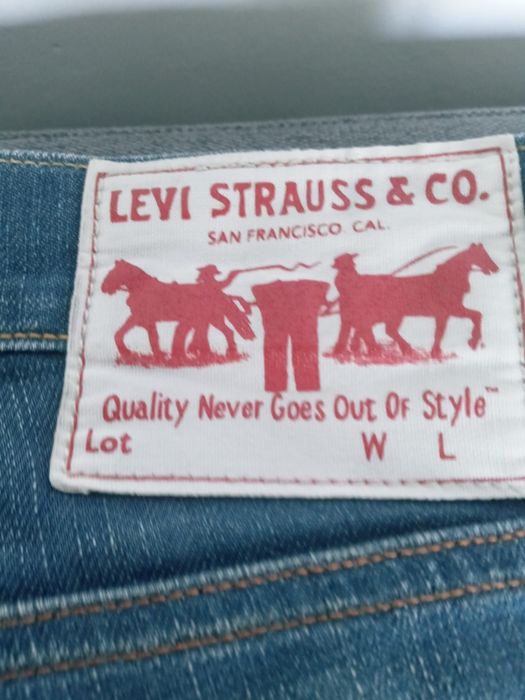 LEVI STRAUSS & CO.
SAN FRANCISCO. CAL.
Quality Never Goes Out Of Style™
Lot W L